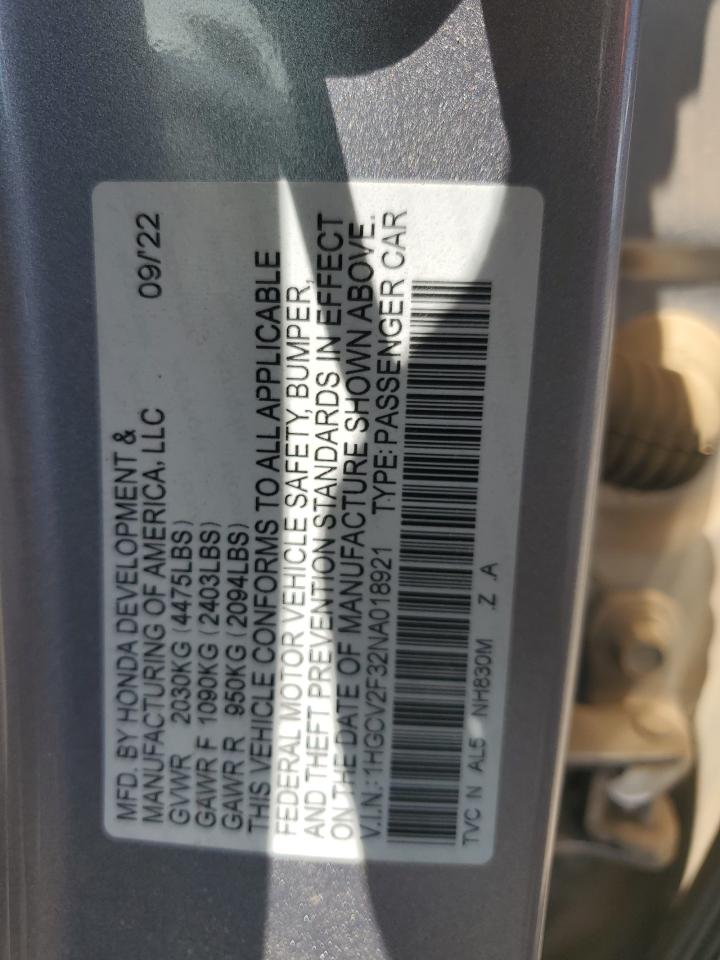 MFD. BY HONDA DEVELOPMENT & 09/'22
MANUFACTURING OF AMERICA, LLC
GVWR 2030KG (4475LBS)
GAWR F 1090KG (2403LBS)
GAWR R 950KG (2094LBS)
THIS VEHICLE CONFORMS TO ALL APPLICABLE
FEDERAL MOTOR VEHICLE SAFETY, BUMPER,
AND THEFT PREVENTION STANDARDS IN EFFECT
ON THE DATE OF MANUFACTURE SHOWN ABOVE.
V.I.N.: 1HGCV2F32NA018921 TYPE: PASSENGER CAR
TVC N AL5 NH830M .Z .A